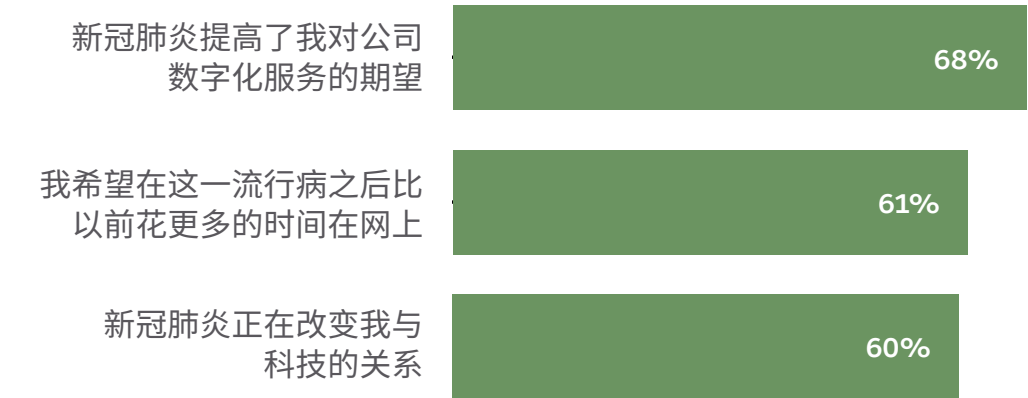 新冠肺炎提高了我对公司
数字化服务的期望
68%
我希望在这一流行病之后比
以前花更多的时间在网上
61%
新冠肺炎正在改变我与
科技的关系
60%